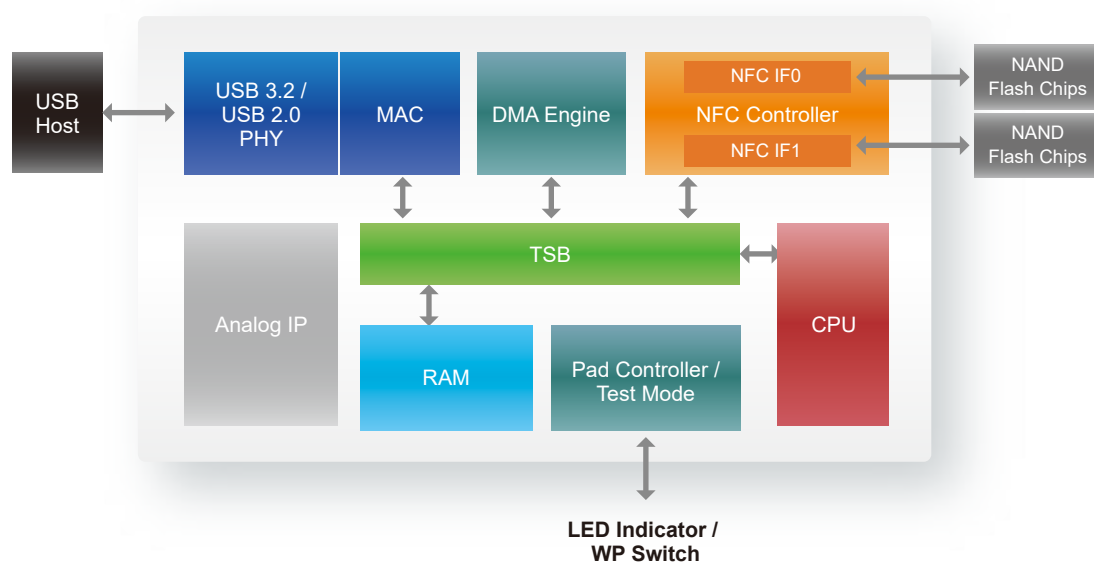 USB
Host
USB 3.2 /
USB 2.0
PHY
MAC
DMA Engine
NFC IF0
NFC Controller
NFC IF1
NAND
Flash Chips
NAND
Flash Chips
TSB
Analog IP
RAM
Pad Controller /
Test Mode
CPU
LED Indicator /
WP Switch